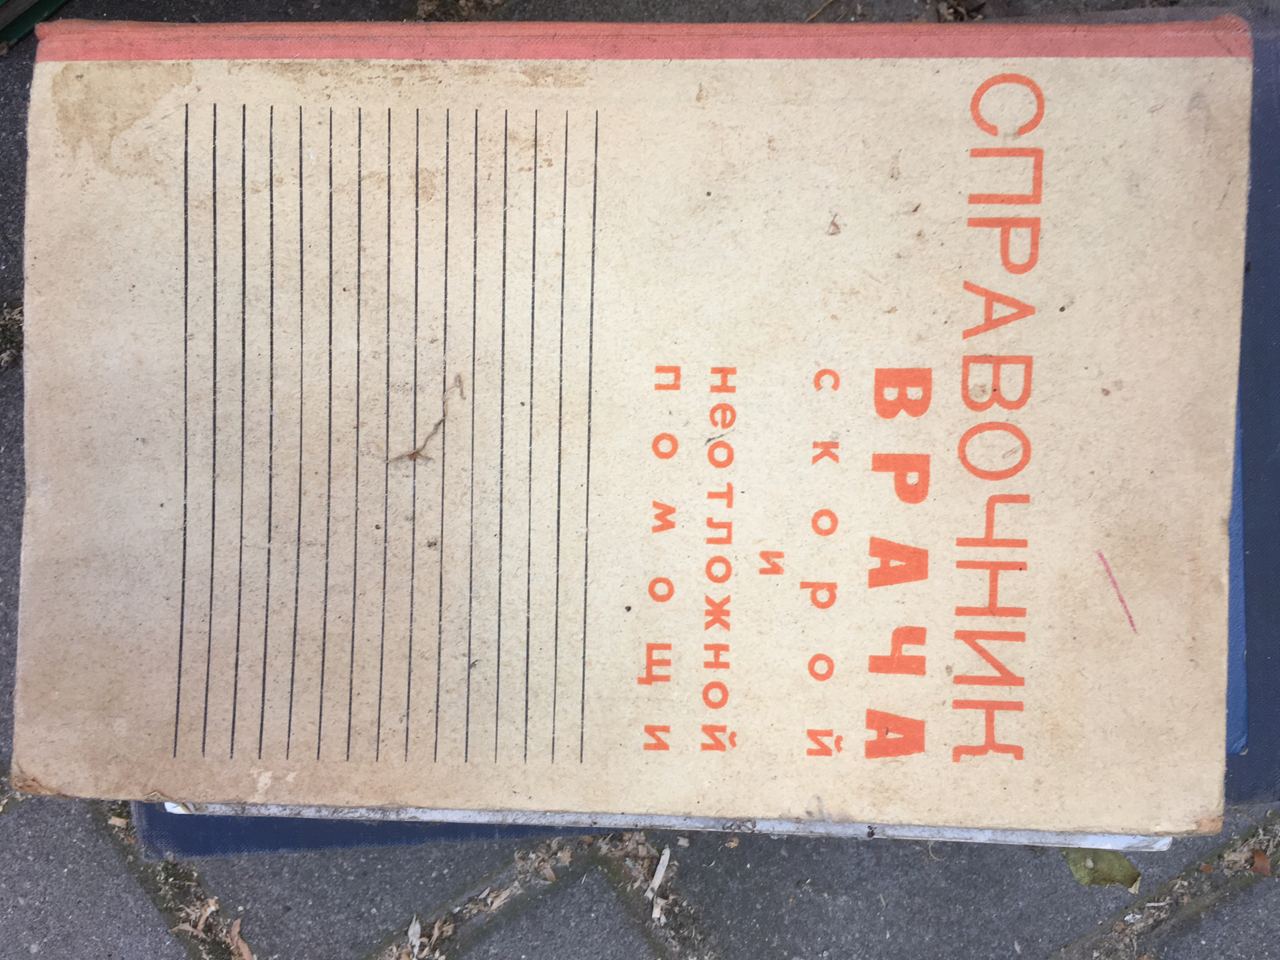 СПРАВОЧНИК
ВРАЧА
скорой
и
неотложной
помощи